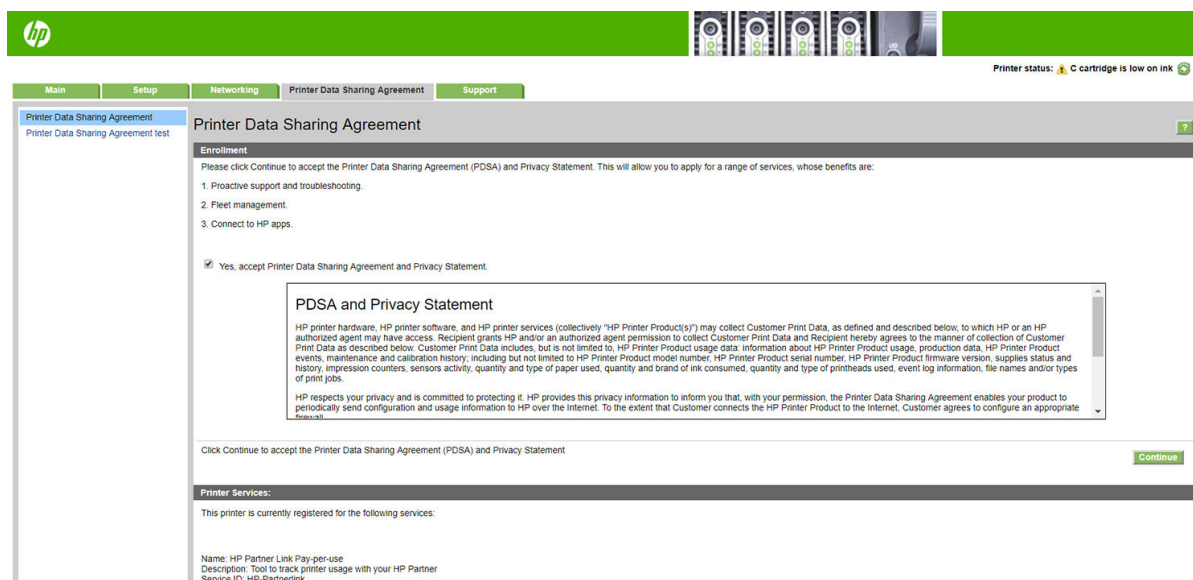 hp
Printer status: C cartridge is low on ink
Main Setup Networking Printer Data Sharing Agreement Support
Printer Data Sharing Agreement
Printer Data Sharing Agreement test
Printer Data Sharing Agreement
?
Enrollment
Please click Continue to accept the Printer Data Sharing Agreement (PDSA) and Privacy Statement. This will allow you to apply for a range of services, whose benefits are:
1. Proactive support and troubleshooting.
2. Fleet management.
3. Connect to HP apps.
Yes, accept Printer Data Sharing Agreement and Privacy Statement.
PDSA and Privacy Statement
HP printer hardware, HP printer software, and HP printer services (collectively "HP Printer Product(s)") may collect Customer Print Data, as defined and described below, to which HP or an HP
authorized agent may have access. Recipient grants HP and/or an authorized agent permission to collect Customer Print Data and Recipient hereby agrees to the manner of collection of Customer
Print Data as described below. Customer Print Data includes, but is not limited to, HP Printer Product usage data: information about HP Printer Product usage, production data, HP Printer Product
events, maintenance and calibration history; including but not limited to HP Printer Product model number, HP Printer Product serial number, HP Printer Product firmware version, supplies status and
history, impression counters, sensors activity, quantity and type of paper used, quantity and brand of ink consumed, quantity and type of printheads used, event log information, file names and/or types
of print jobs.
HP respects your privacy and is committed to protecting it. HP provides this privacy information to inform you that, with your permission, the Printer Data Sharing Agreement enables your product to
periodically send configuration and usage information to HP over the Internet. To the extent that Customer connects the HP Printer Product to the Internet, Customer agrees to configure an appropriate
firewall
Click Continue to accept the Printer Data Sharing Agreement (PDSA) and Privacy Statement
Continue
Printer Services:
This printer is currently registered for the following services:
Name: HP Partner Link Pay-per-use
Description: Tool to track printer usage with your HP Partner
Service ID: HP-Partnerlink